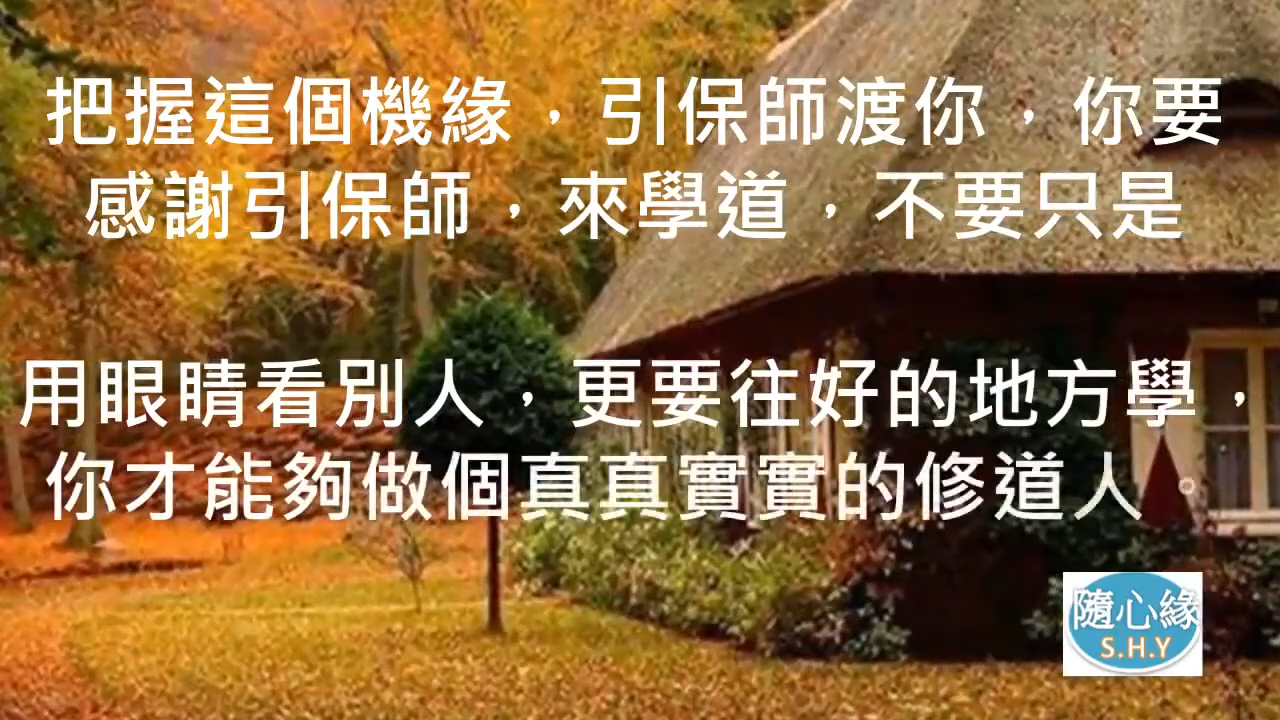 把握這個機緣，引保師渡你，你要
感謝引保師，來學道，不要只是
用眼睛看別人，更要往好的地方學，
你才能夠做個真真實實的修道人。
隨心緣
S.H.Y